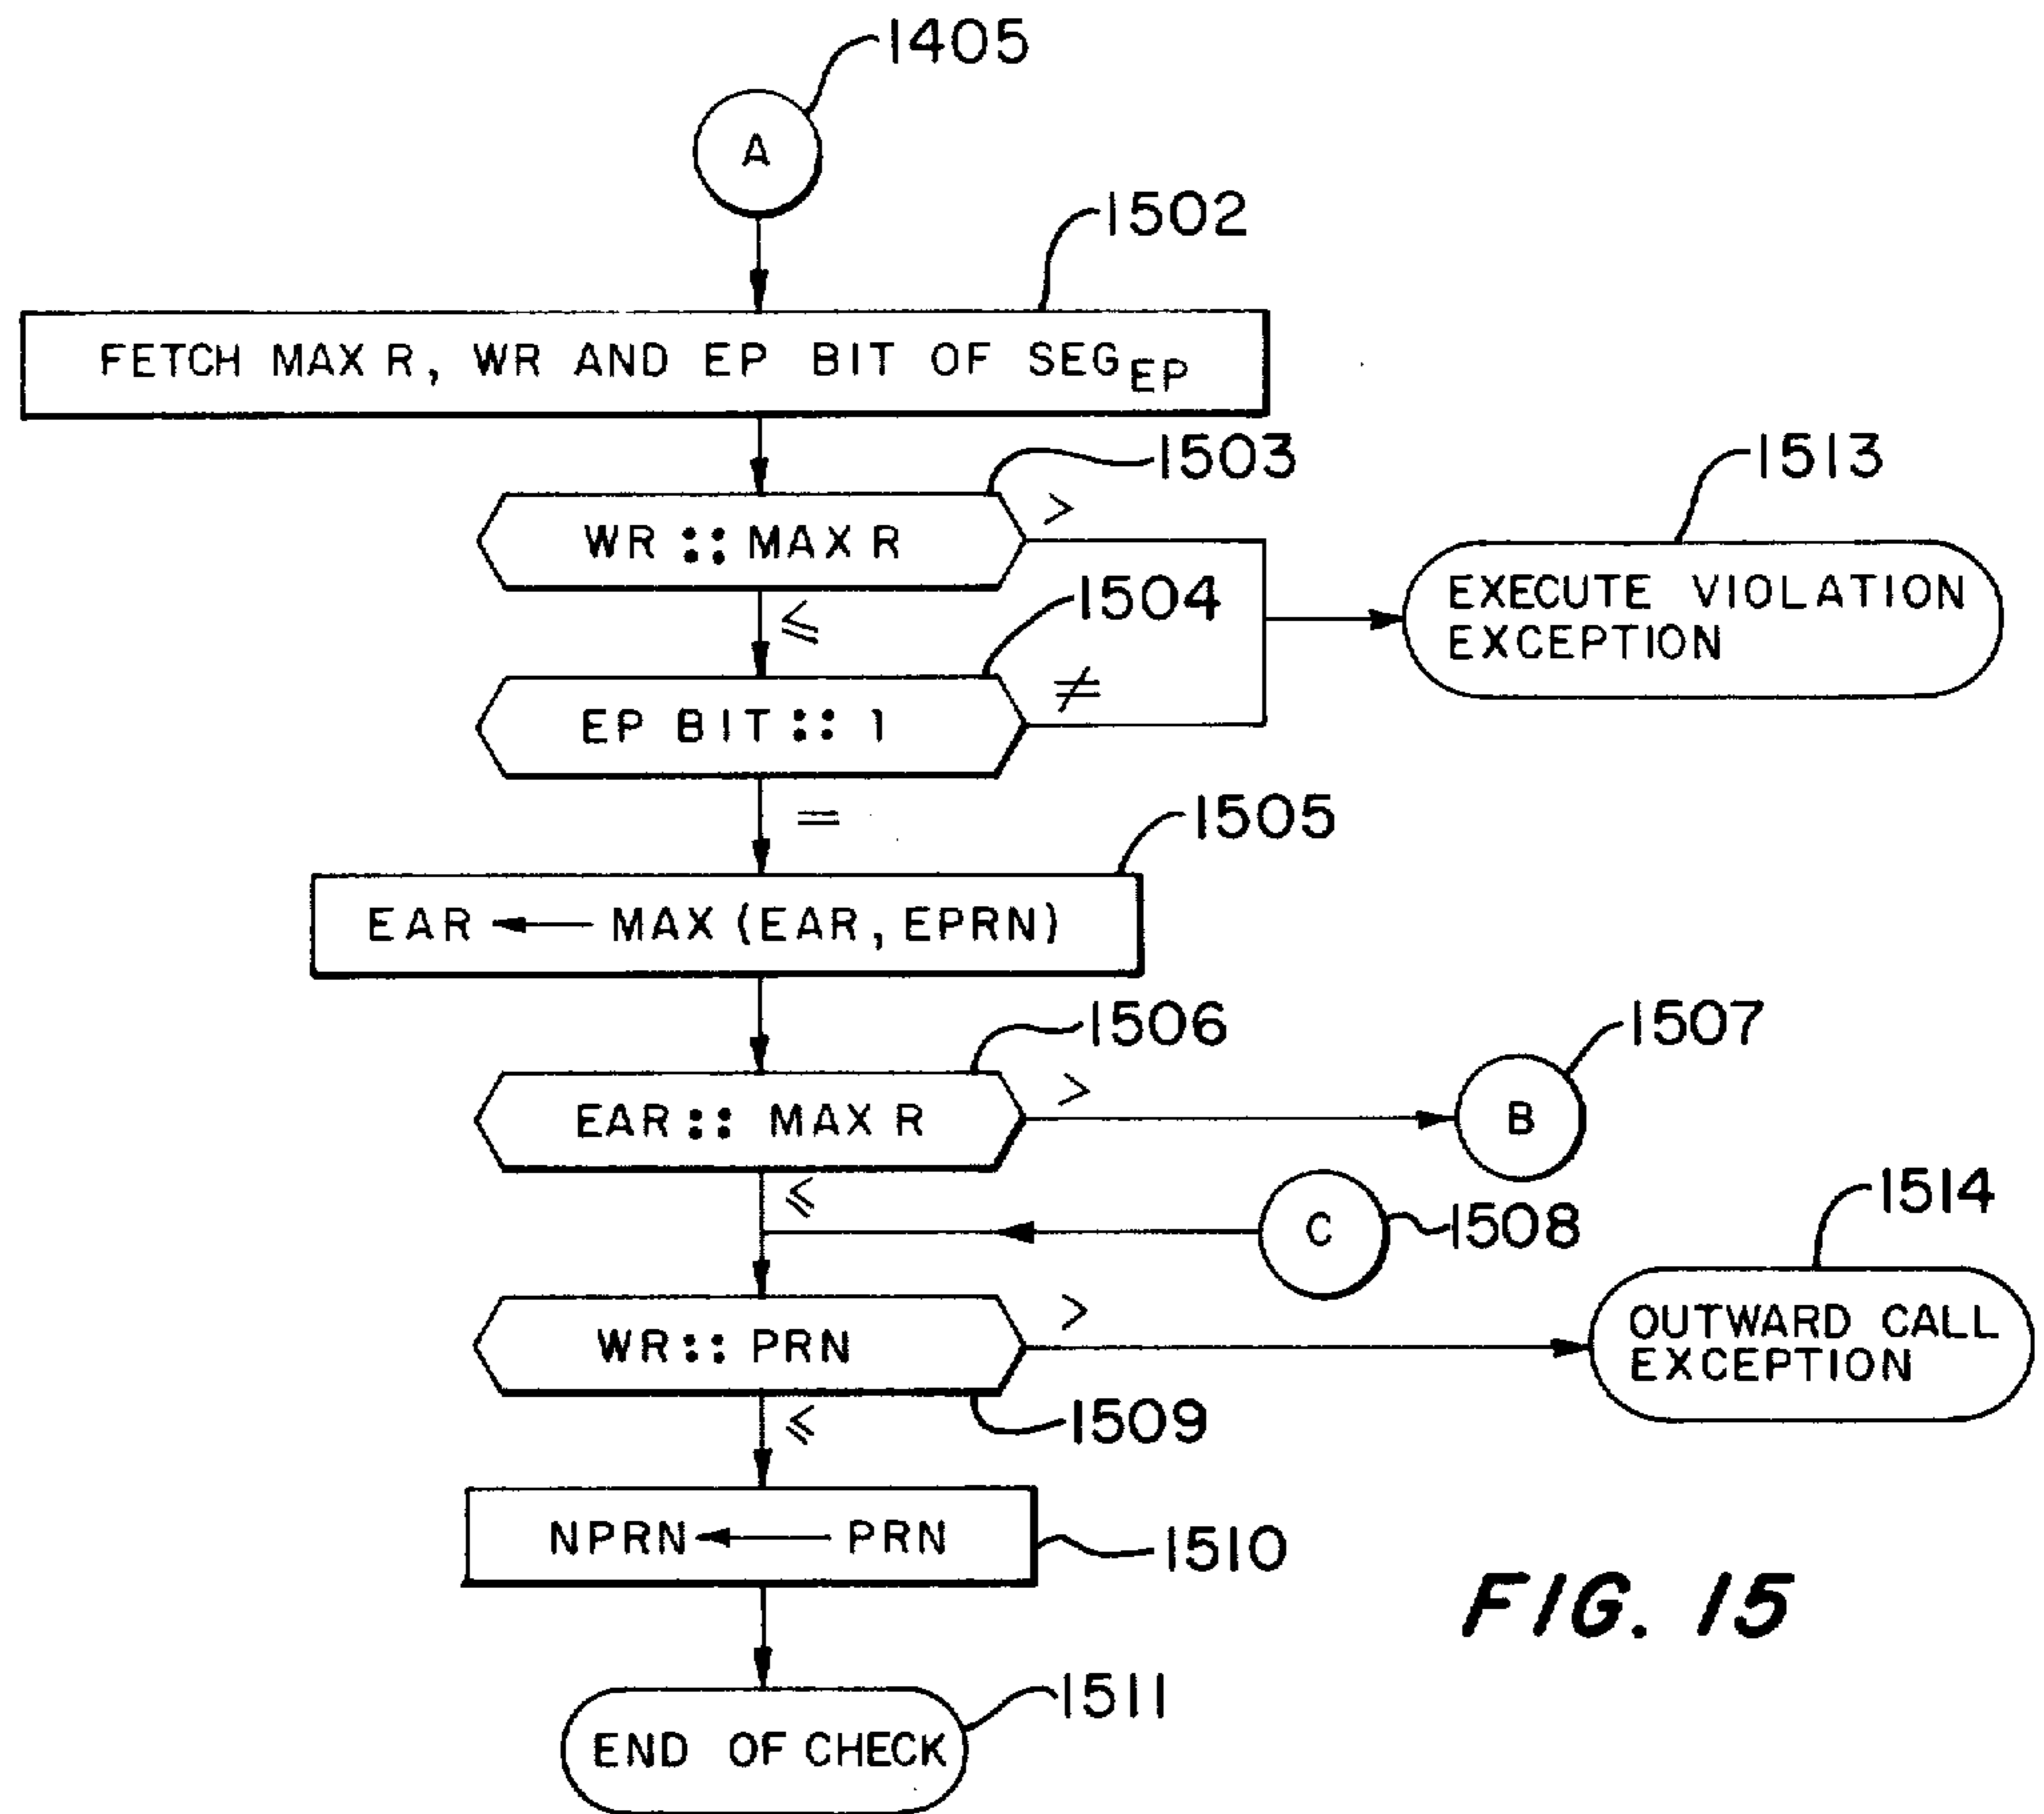 1405
A
1502
FETCH MAX R, WR AND EP BIT OF SEG EP
1503
WR :: MAX R
>
1513
EXECUTE VIOLATION
EXCEPTION
≤
1504
EP BIT :: 1
≠
=
1505
EAR ← MAX (EAR, EPRN)
1506
EAR :: MAX R
>
1507
B
≤
C
1508
1514
WR :: PRN
>
OUTWARD CALL
EXCEPTION
1509
≤
NPRN ← PRN
1510
FIG. 15
1511
END OF CHECK